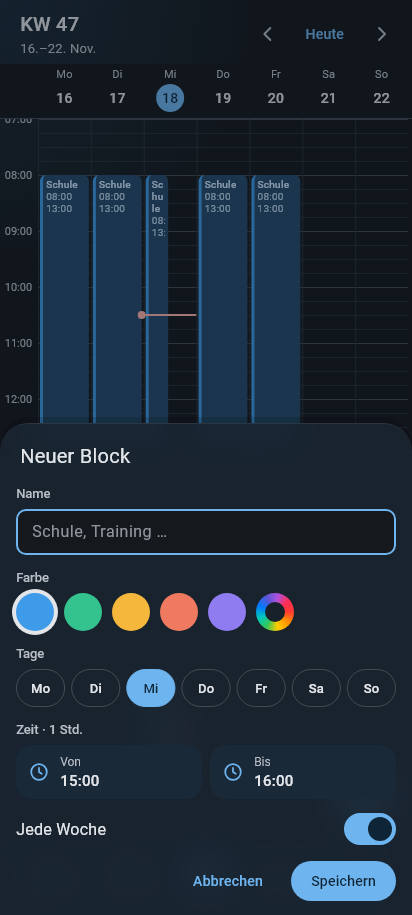 KW 47
16.–22. Nov.
Heute
Mo Di Mi Do Fr Sa So
16 17 18 19 20 21 22
07:00
08:00
Schule
08:00
13:00
Schule
08:00
13:00
Sc
hu
le
08:
13:
Schule
08:00
13:00
Schule
08:00
13:00
09:00
10:00
11:00
12:00
Neuer Block
Name
Schule, Training …
Farbe
Tage
Mo Di Mi Do Fr Sa So
Zeit · 1 Std.
Von
15:00
Bis
16:00
Jede Woche
Abbrechen
Speichern